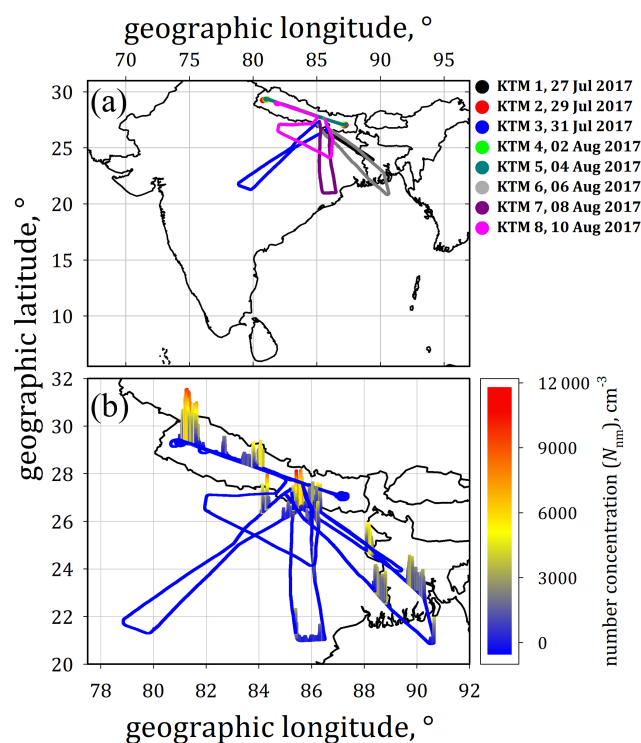 geographic longitude, °
70 75 80 85 90 95
30
25
20
15
10
(a)
KTM 1, 27 Jul 2017
KTM 2, 29 Jul 2017
KTM 3, 31 Jul 2017
KTM 4, 02 Aug 2017
KTM 5, 04 Aug 2017
KTM 6, 06 Aug 2017
KTM 7, 08 Aug 2017
KTM 8, 10 Aug 2017
geographic latitude, °
32
30
28
26
24
22
20
(b)
78 80 82 84 86 88 90 92
geographic longitude, °
12 000
9000
6000
3000
0
number concentration (Nnm), cm-3